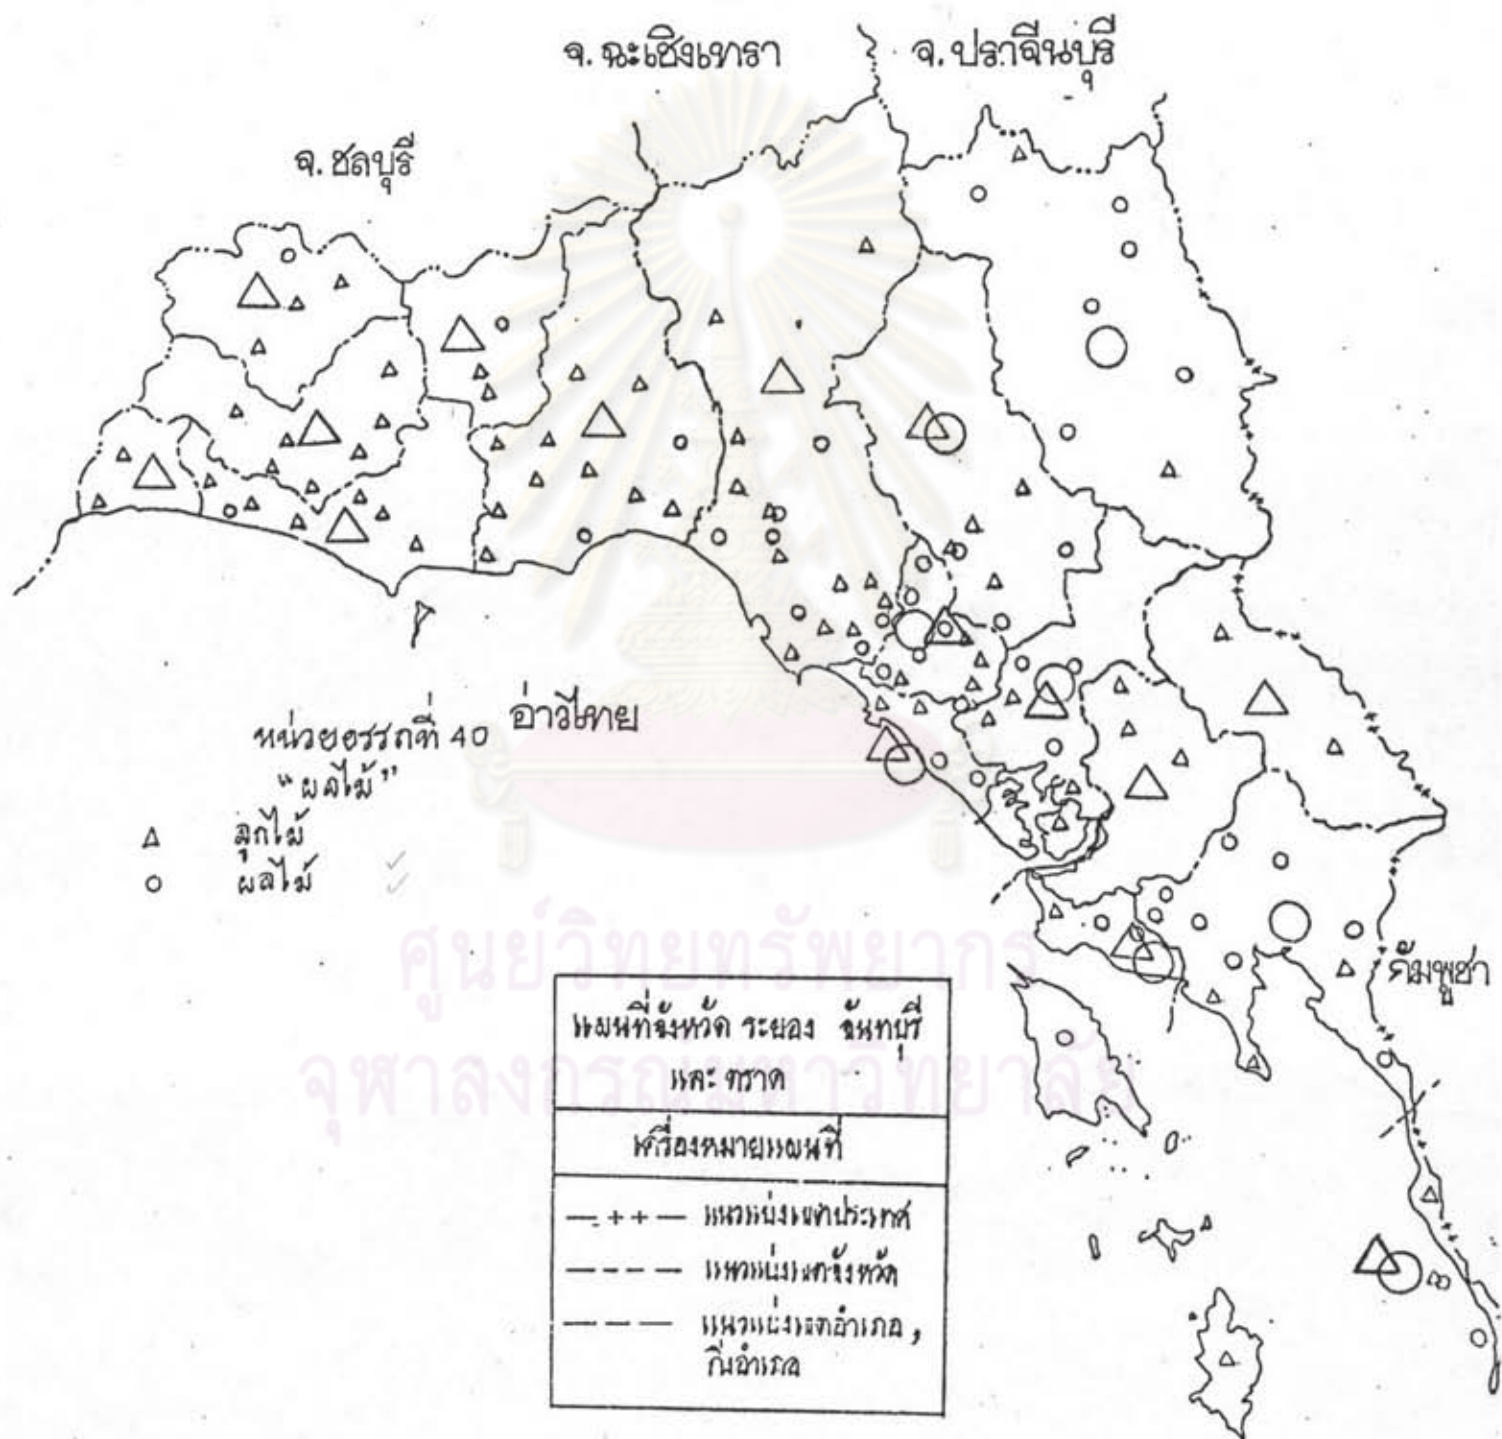 จ.ฉะเชิงเทรา
จ.ปราจีนบุรี
จ.ชลบุรี
อ่าวไทย
หน่วยอรรถที่ 40
“ผลไม้”
ลูกไม้
ผลไม้
กัมพูชา
ศูนย์วิทยทรัพยากร
จุฬาลงกรณ์มหาวิทยาลัย
แผนที่จังหวัด ระยอง จันทบุรี
และ ตราด
เครื่องหมายแผนที่
แนวแบ่งเขตประเทศ
แนวแบ่งเขตจังหวัด
แนวแบ่งเขตอำเภอ,
กิ่งอำเภอ